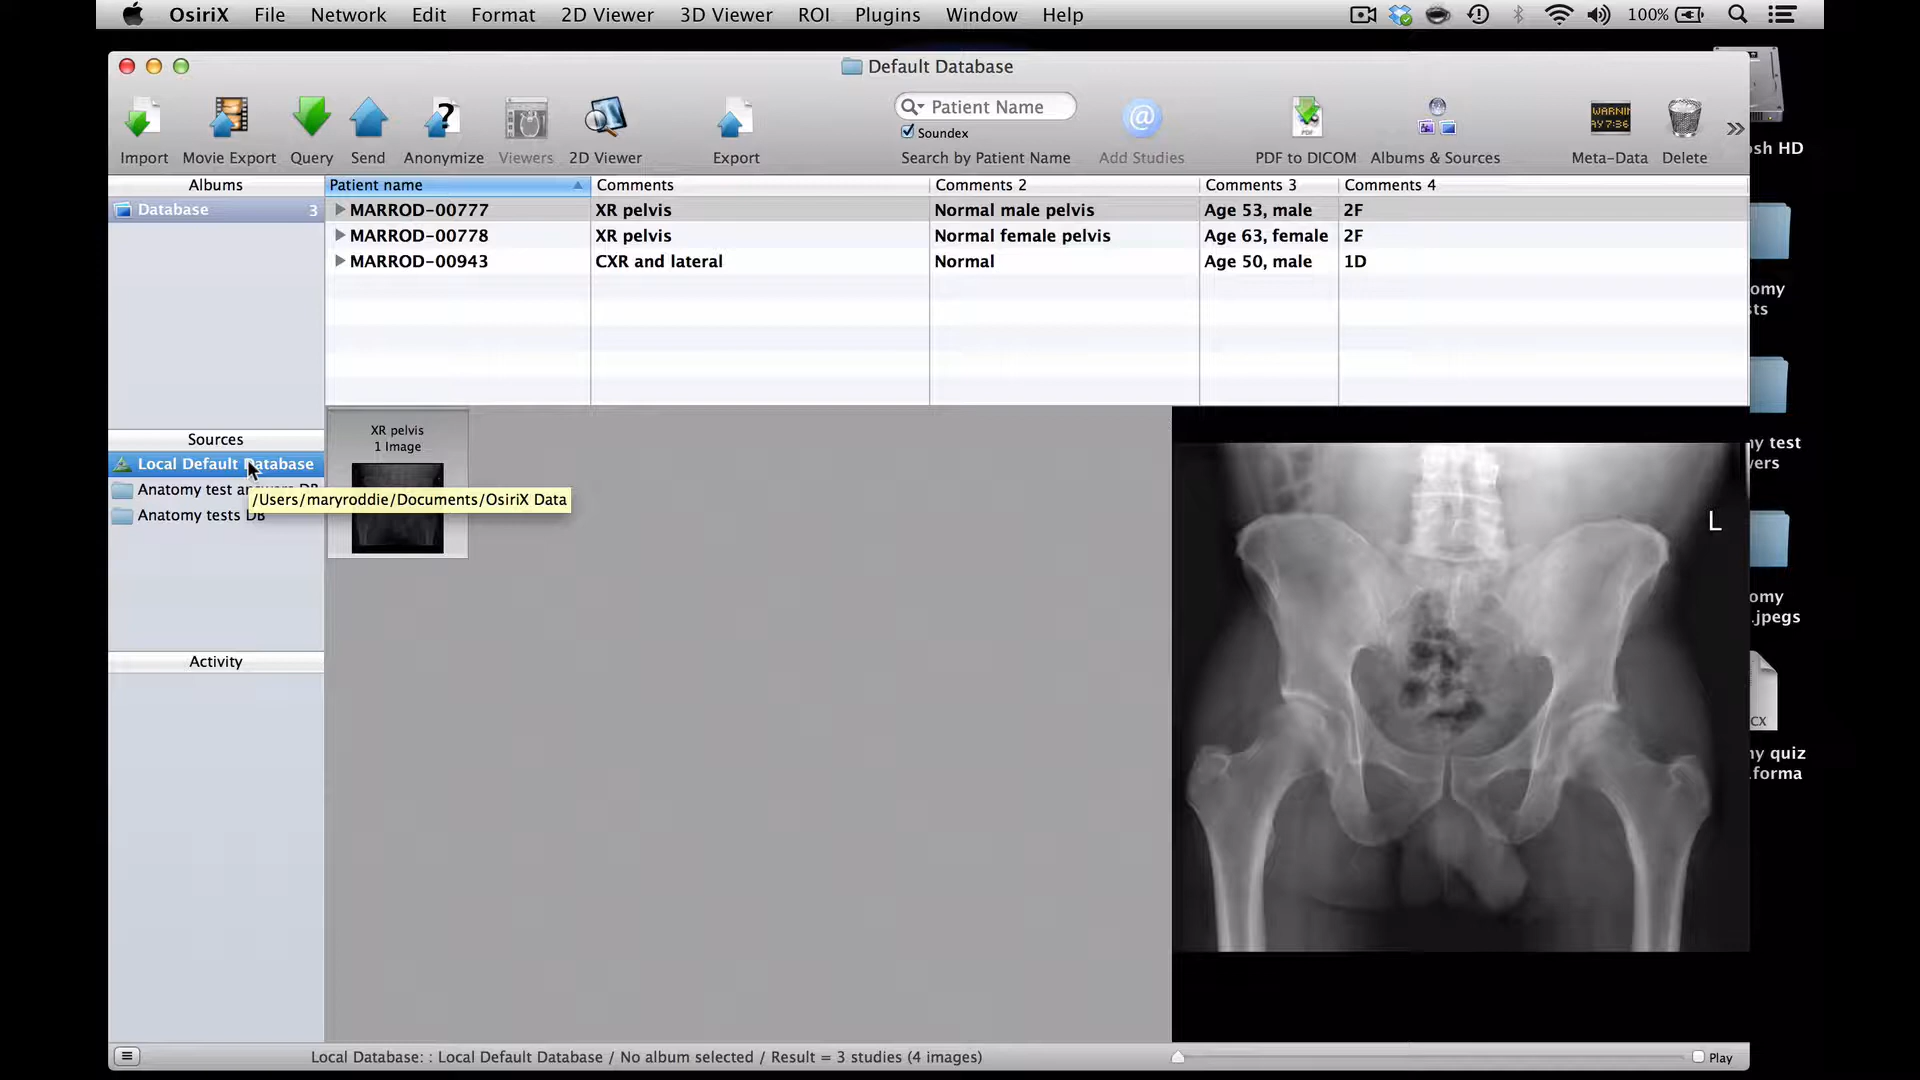 OsiriX File Network Edit Format 2D Viewer 3D Viewer ROI Plugins Window Help 100%
Default Database
Patient Name
Soundex
Import Movie Export Query Send Anonymize Viewers 2D Viewer Export Search by Patient Name Add Studies PDF to DICOM Albums & Sources Meta-Data Delete
Albums
Database 3
Patient name Comments Comments 2 Comments 3 Comments 4
MARROD-00777 XR pelvis Normal male pelvis Age 53, male 2F
MARROD-00778 XR pelvis Normal female pelvis Age 63, female 2F
MARROD-00943 CXR and lateral Normal Age 50, male 1D
Sources
Local Default Database
Anatomy test
Anatomy tests DB
/Users/maryroddie/Documents/OsiriX Data
Activity
XR pelvis
1 Image
L
osh HD
omy
ts
ny test
vers
omy
.jpegs
ny quiz
.forma
Local Database: : Local Default Database / No album selected / Result = 3 studies (4 images)
Play